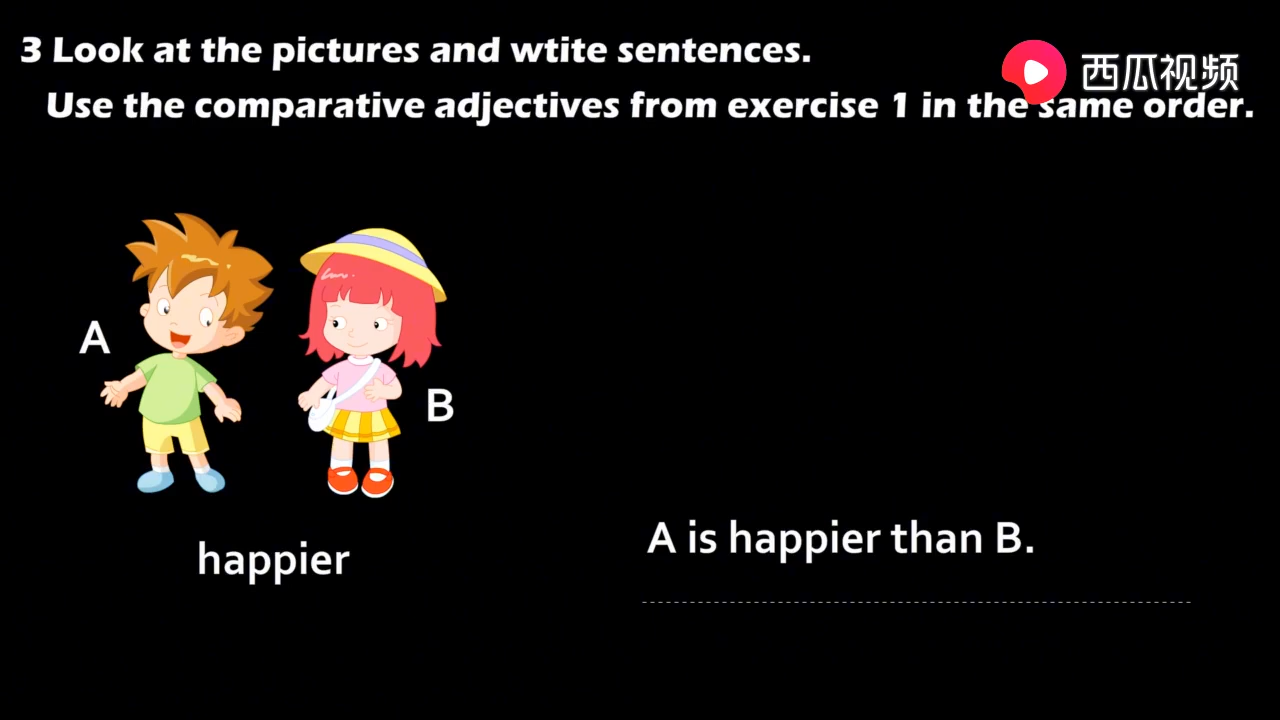 3 Look at the pictures and wtite sentences.
西瓜视频
Use the comparative adjectives from exercise 1 in the same order.
A
B
A is happier than B.
happier